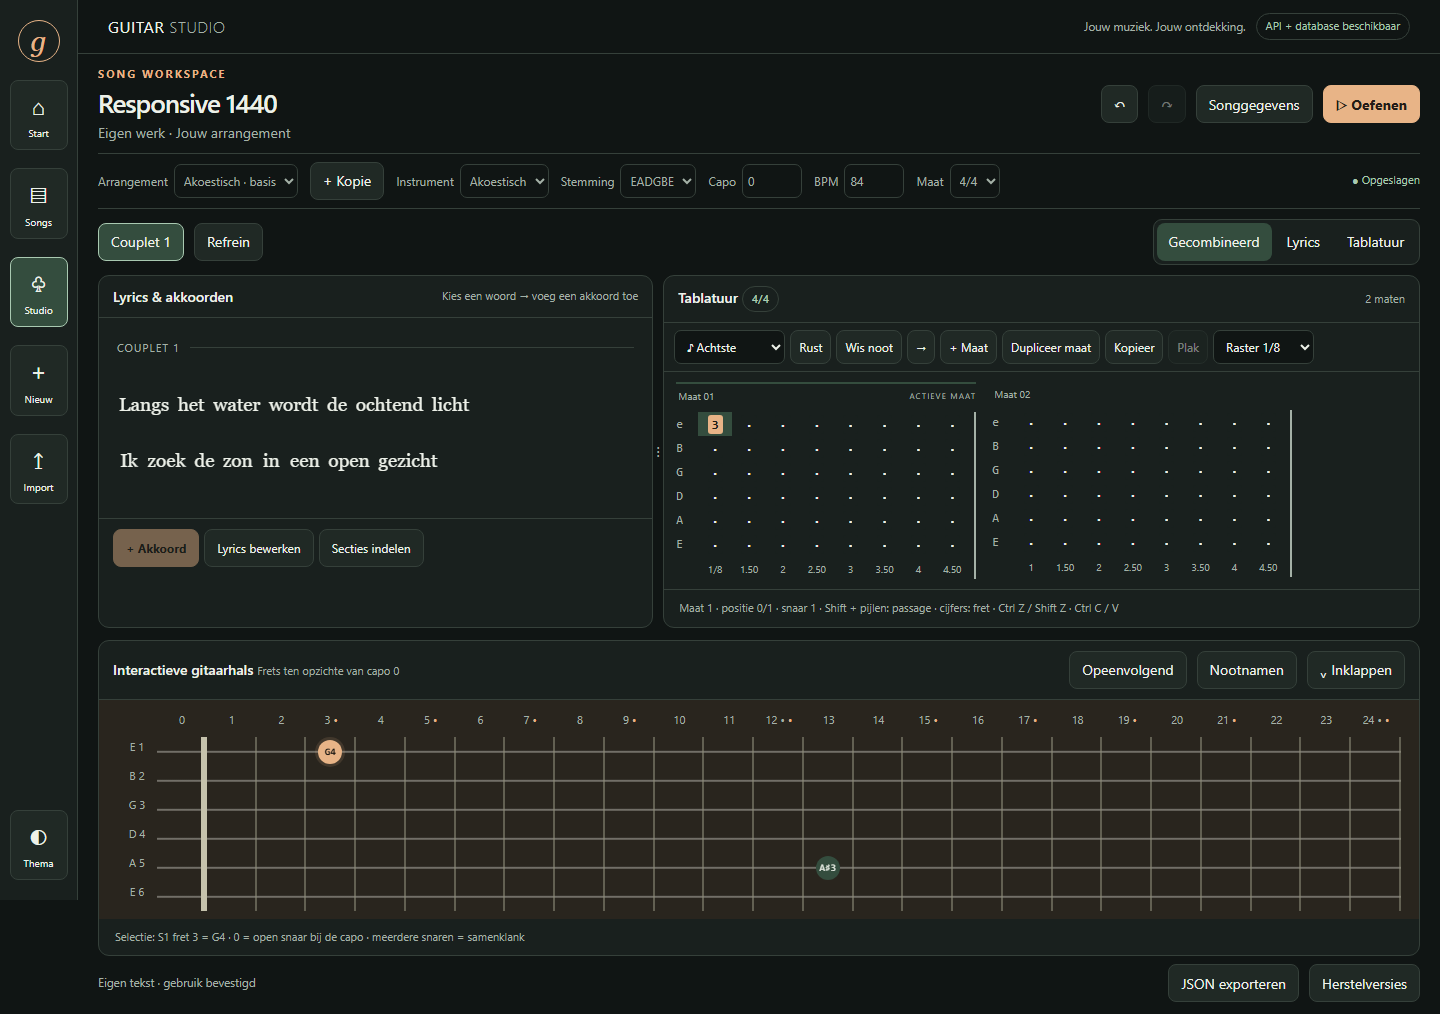 g
GUITAR STUDIO
Jouw muziek. Jouw ontdekking.
API + database beschikbaar
Start
Songs
Studio
Nieuw
Import
Thema
SONG WORKSPACE
Responsive 1440
Eigen werk · Jouw arrangement
Songgegevens
Oefenen
Arrangement Akoestisch · basis + Kopie Instrument Akoestisch Stemming EADGBE Capo 0 BPM 84 Maat 4/4
• Opgeslagen
Couplet 1 Refrein
Gecombineerd Lyrics Tablatuur
Lyrics & akkoorden
Kies een woord → voeg een akkoord toe
COUPLET 1
Langs het water wordt de ochtend licht
Ik zoek de zon in een open gezicht
+ Akkoord Lyrics bewerken Secties indelen
Tablatuur 4/4
2 maten
♪ Achtste Rust Wis noot → + Maat Dupliceer maat Kopieer Plak Raster 1/8
Maat 01 ACTIEVE MAAT
e 3
B
G
D
A
E
1/8 1.50 2 2.50 3 3.50 4 4.50
Maat 02
e
B
G
D
A
E
1 1.50 2 2.50 3 3.50 4 4.50
Maat 1 · positie 0/1 · snaar 1 · Shift + pijlen: passage · cijfers: fret · Ctrl Z / Shift Z · Ctrl C / V
Interactieve gitaarhals Frets ten opzichte van capo 0
Opeenvolgend Nootnamen Inklappen
0 1 2 3 • 4 5 • 6 7 • 8 9 • 10 11 12 • • 13 14 15 • 16 17 • 18 19 • 20 21 • 22 23 24 • •
E 1 G4
B 2
G 3
D 4
A 5 A♯3
E 6
Selectie: S1 fret 3 = G4 · 0 = open snaar bij de capo · meerdere snaren = samenklank
Eigen tekst · gebruik bevestigd
JSON exporteren Herstelversies